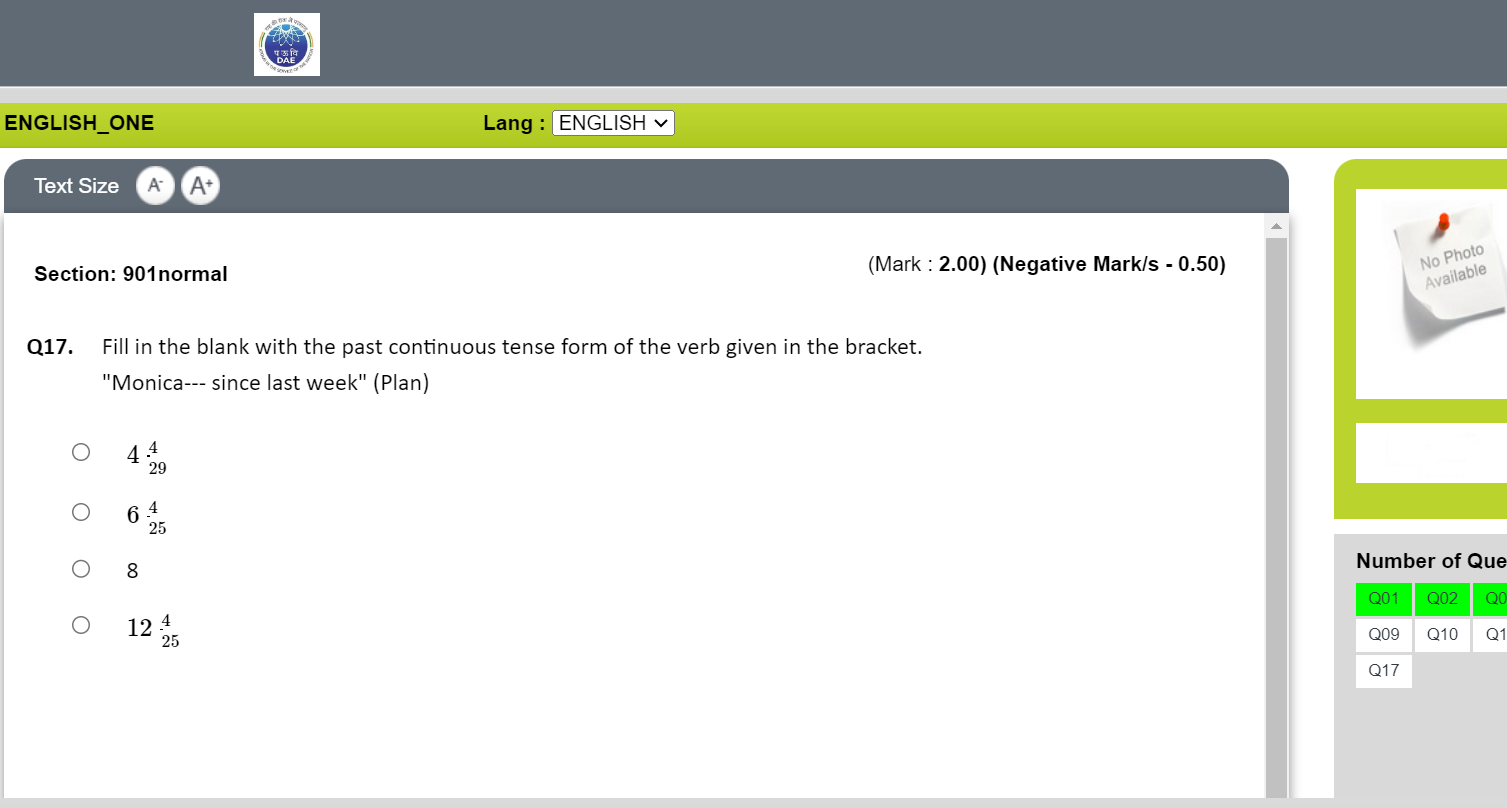 प ऊ वि
DAE
ENGLISH_ONE
Lang : ENGLISH
Text Size A- A+
Section: 901normal
(Mark : 2.00) (Negative Mark/s - 0.50)
Q17. Fill in the blank with the past continuous tense form of the verb given in the bracket.
"Monica--- since last week" (Plan)
4 4/29
6 4/25
8
12 4/25
No Photo
Available
Number of Que
Q01 Q02 Q0
Q09 Q10 Q1
Q17